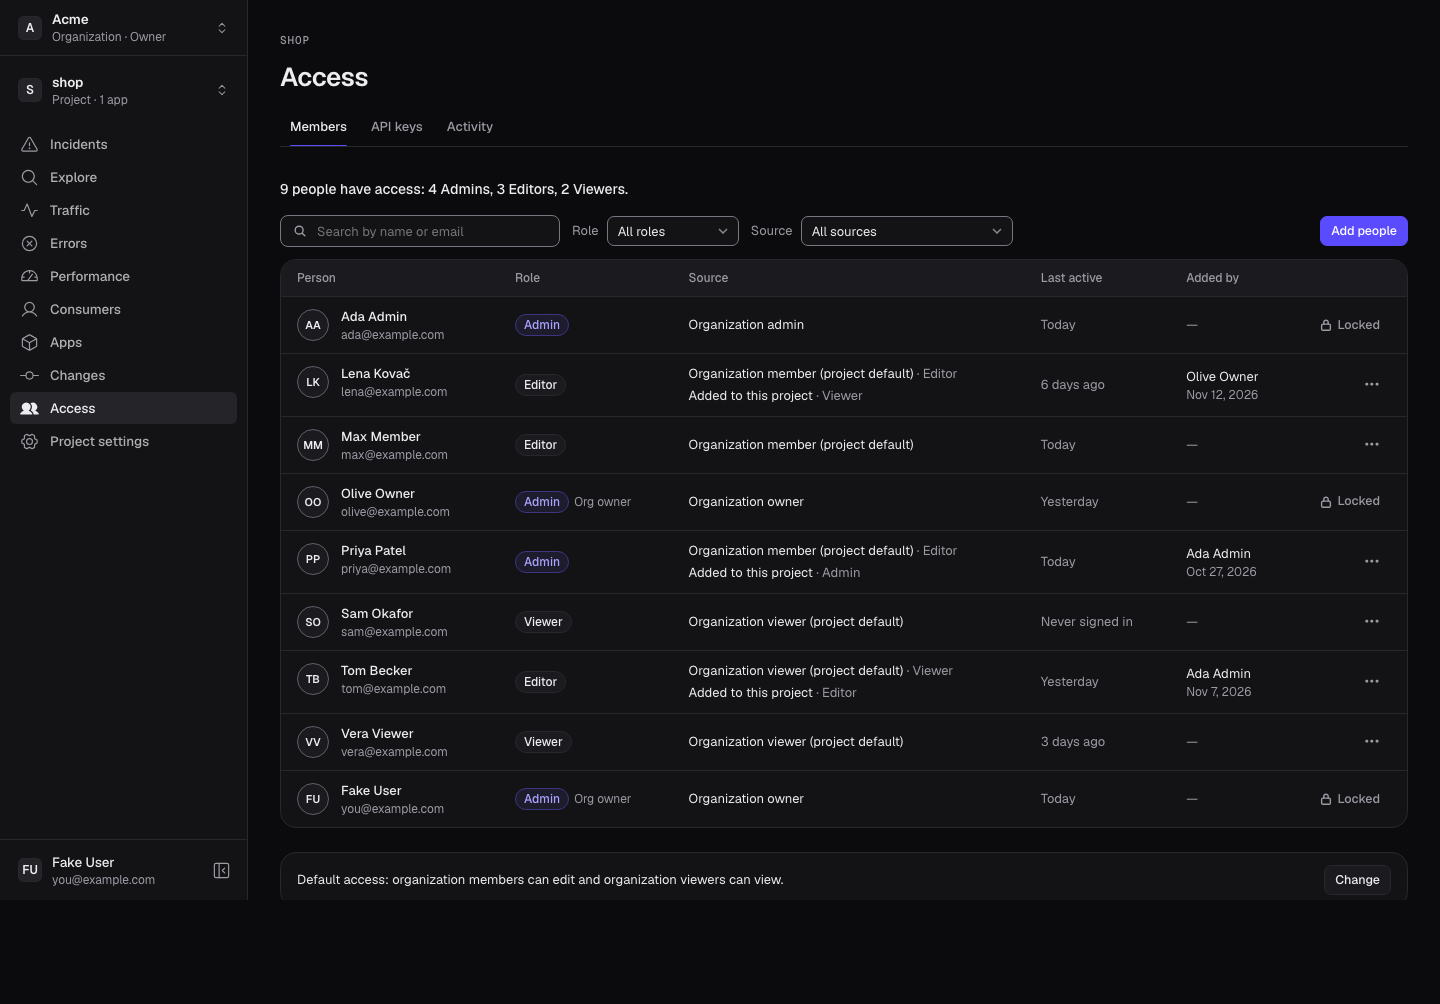 A
Acme
Organization · Owner
S
shop
Project · 1 app
Incidents
Explore
Traffic
Errors
Performance
Consumers
Apps
Changes
Access
Project settings
FU
Fake User
you@example.com
SHOP
Access
Members API keys Activity
9 people have access: 4 Admins, 3 Editors, 2 Viewers.
Search by name or email Role All roles Source All sources Add people
Person Role Source Last active Added by
AA Ada Admin
ada@example.com
Admin Organization admin Today — Locked
LK Lena Kovač
lena@example.com
Editor
Organization member (project default) · Editor
Added to this project · Viewer
6 days ago
Olive Owner
Nov 12, 2026
MM Max Member
max@example.com
Editor Organization member (project default) Today —
OO Olive Owner
olive@example.com
Admin Org owner Organization owner Yesterday — Locked
PP Priya Patel
priya@example.com
Admin
Organization member (project default) · Editor
Added to this project · Admin
Today
Ada Admin
Oct 27, 2026
SO Sam Okafor
sam@example.com
Viewer Organization viewer (project default) Never signed in —
TB Tom Becker
tom@example.com
Editor
Organization viewer (project default) · Viewer
Added to this project · Editor
Yesterday
Ada Admin
Nov 7, 2026
VV Vera Viewer
vera@example.com
Viewer Organization viewer (project default) 3 days ago —
FU Fake User
you@example.com
Admin Org owner Organization owner Today — Locked
Default access: organization members can edit and organization viewers can view. Change